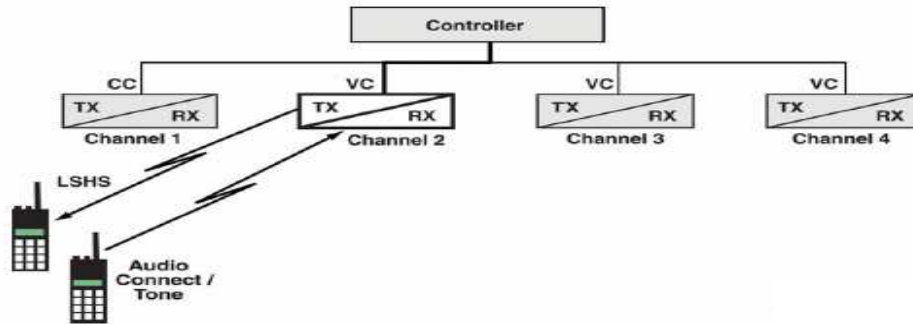 Controller
CC VC VC VC
TX RX TX RX TX RX TX RX
Channel 1 Channel 2 Channel 3 Channel 4
LSHS
Audio
Connect /
Tone